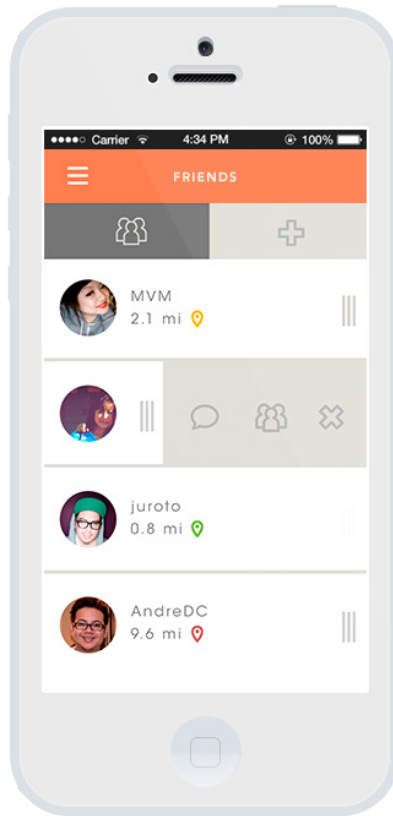 Carrier 4:34 PM 100%
FRIENDS
MVM
2.1 mi
juroto
0.8 mi
AndreDC
9.6 mi